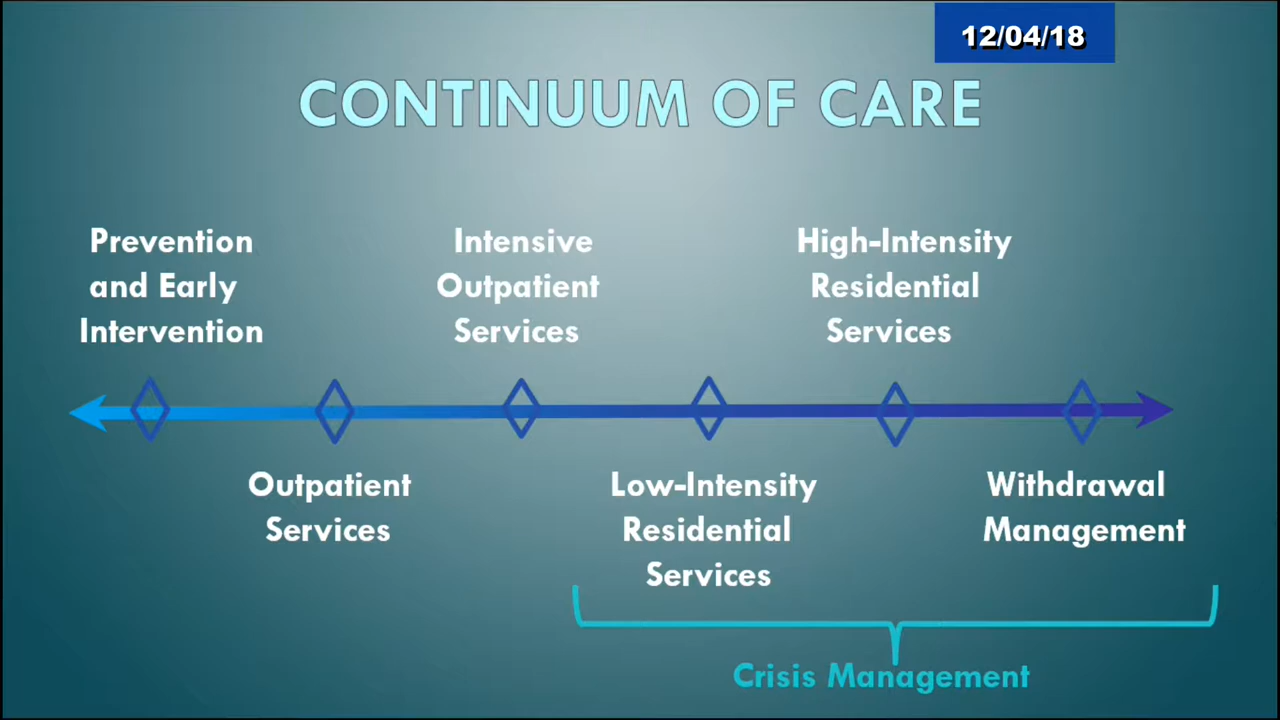 12/04/18
CONTINUUM OF CARE
Prevention
and Early
Intervention
Intensive
Outpatient
Services
High-Intensity
Residential
Services
Outpatient
Services
Low-Intensity
Residential
Services
Withdrawal
Management
Crisis Management